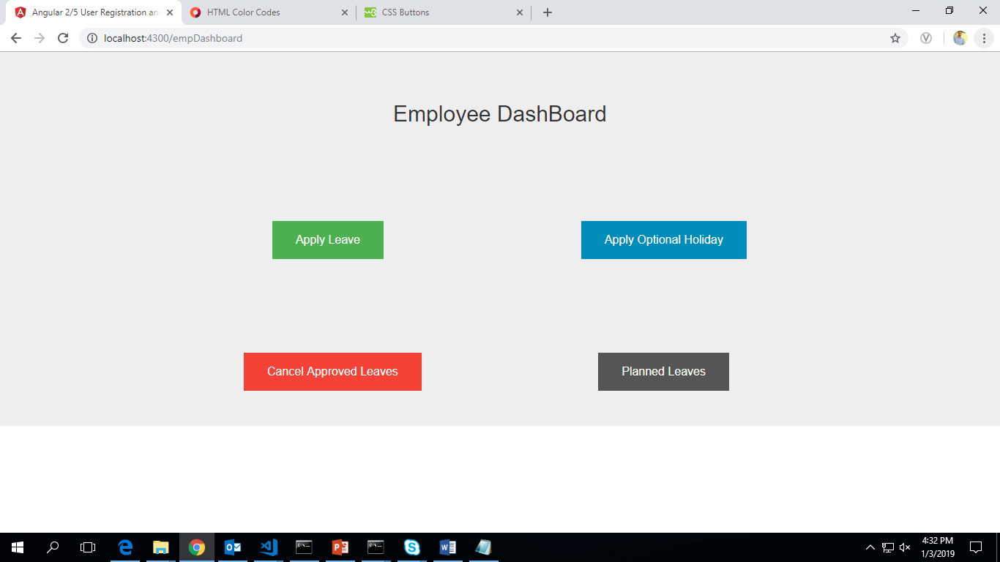 Angular 2/5 User Registration an
HTML Color Codes
CSS Buttons
localhost:4300/empDashboard
Employee DashBoard
Apply Leave
Apply Optional Holiday
Cancel Approved Leaves
Planned Leaves
4:32 PM
1/3/2019